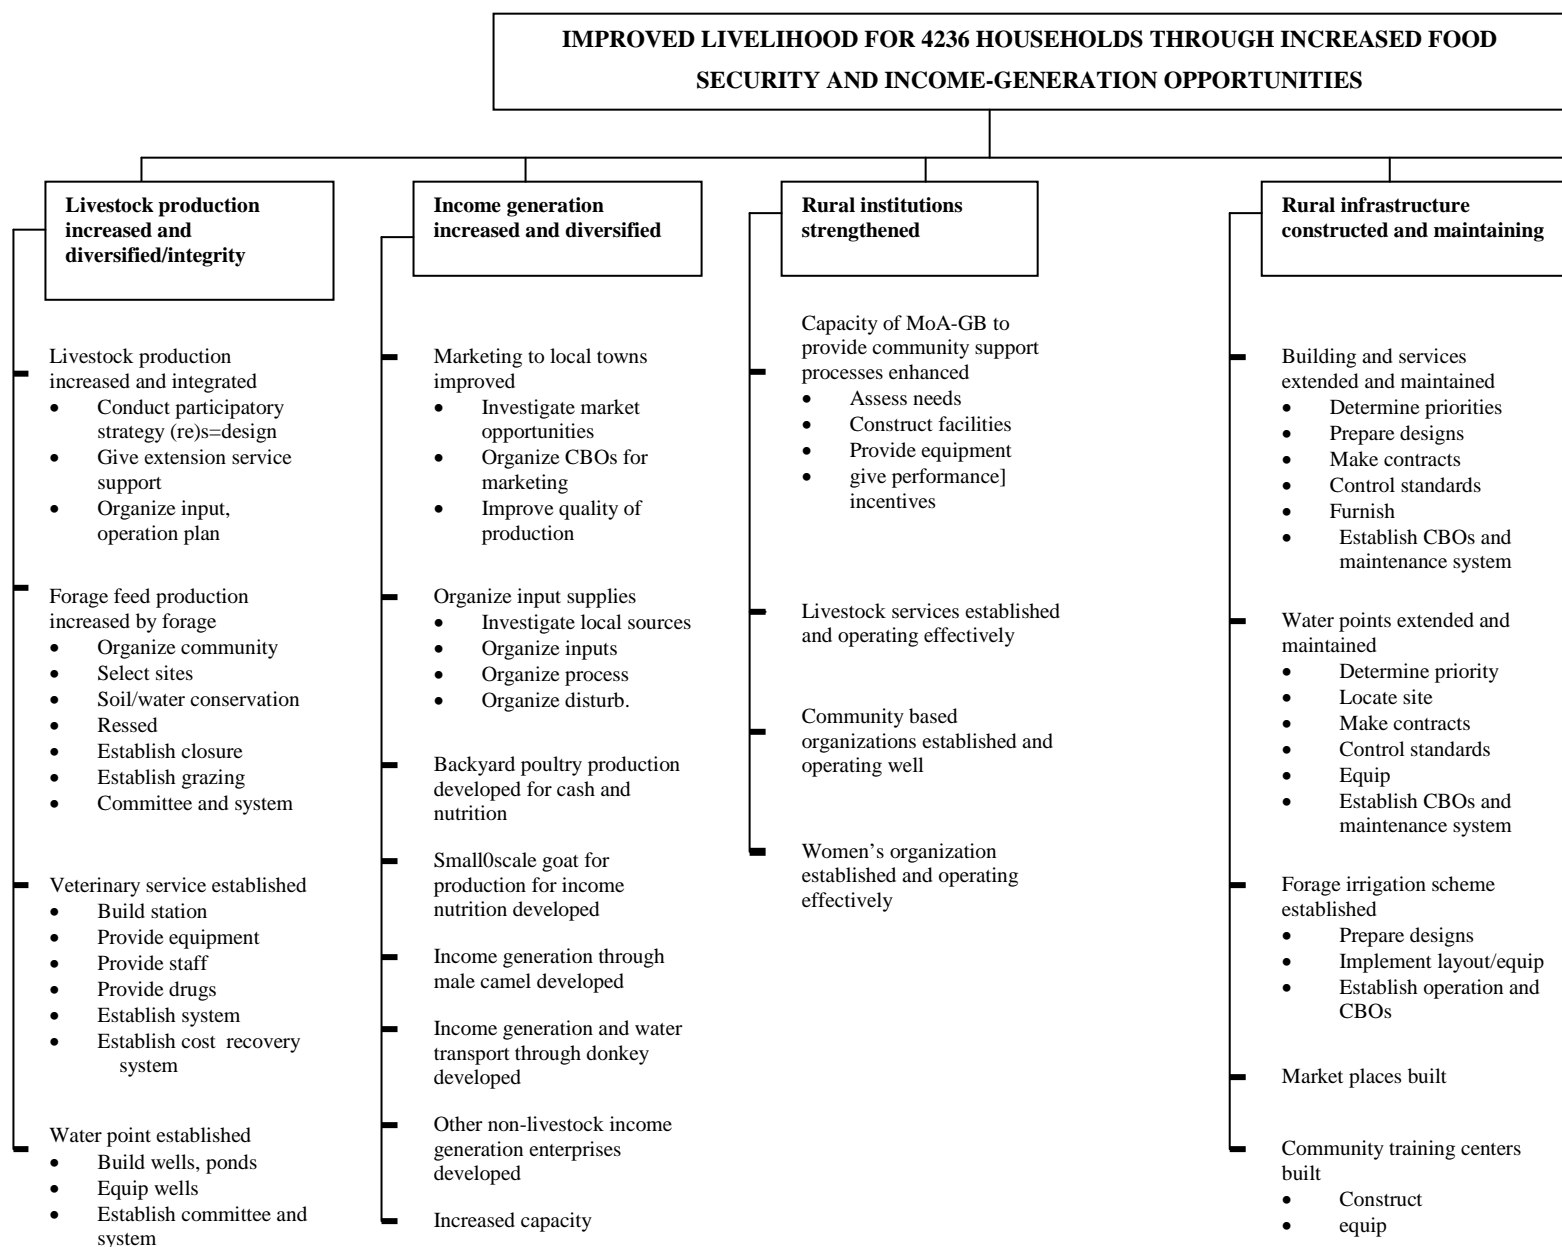 IMPROVED LIVELIHOOD FOR 4236 HOUSEHOLDS THROUGH INCREASED FOOD
SECURITY AND INCOME-GENERATION OPPORTUNITIES
Livestock production
increased and
diversified/integrity
Livestock production
increased and integrated
• Conduct participatory
strategy (re)s=design
• Give extension service
support
• Organize input,
operation plan
Forage feed production
increased by forage
• Organize community
• Select sites
• Soil/water conservation
• Ressed
• Establish closure
• Establish grazing
• Committee and system
Veterinary service established
• Build station
• Provide equipment
• Provide staff
• Provide drugs
• Establish system
• Establish cost recovery
system
Water point established
• Build wells, ponds
• Equip wells
• Establish committee and
system
Income generation
increased and diversified
Marketing to local towns
improved
• Investigate market
opportunities
• Organize CBOs for
marketing
• Improve quality of
production
Organize input supplies
• Investigate local sources
• Organize inputs
• Organize process
• Organize disturb.
Backyard poultry production
developed for cash and
nutrition
Small0scale goat for
production for income
nutrition developed
Income generation through
male camel developed
Income generation and water
transport through donkey
developed
Other non-livestock income
generation enterprises
developed
Increased capacity
Rural institutions
strengthened
Capacity of MoA-GB to
provide community support
processes enhanced
• Assess needs
• Construct facilities
• Provide equipment
• give performance]
incentives
Livestock services established
and operating effectively
Community based
organizations established and
operating well
Women’s organization
established and operating
effectively
Rural infrastructure
constructed and maintaining
Building and services
extended and maintained
• Determine priorities
• Prepare designs
• Make contracts
• Control standards
• Furnish
• Establish CBOs and
maintenance system
Water points extended and
maintained
• Determine priority
• Locate site
• Make contracts
• Control standards
• Equip
• Establish CBOs and
maintenance system
Forage irrigation scheme
established
• Prepare designs
• Implement layout/equip
• Establish operation and
CBOs
Market places built
Community training centers
built
• Construct
• equip